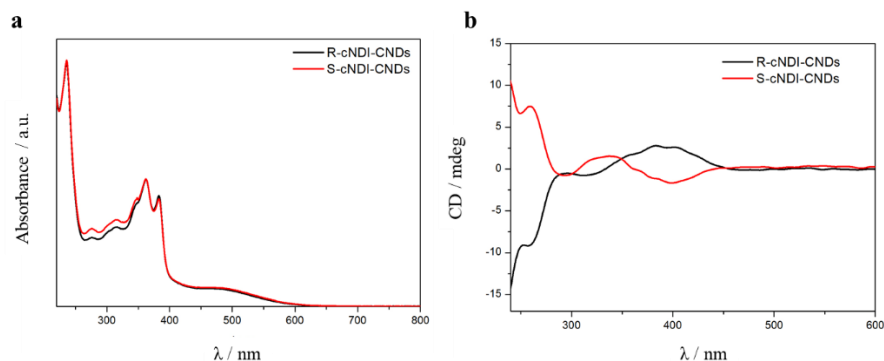 a
R-cNDI-CNDs
S-cNDI-CNDs
Absorbance / a.u.
300 400 500 600 700 800
λ / nm
b
15
10
5
0
-5
-10
-15
R-cNDI-CNDs
S-cNDI-CNDs
CD / mdeg
300 400 500 600
λ / nm